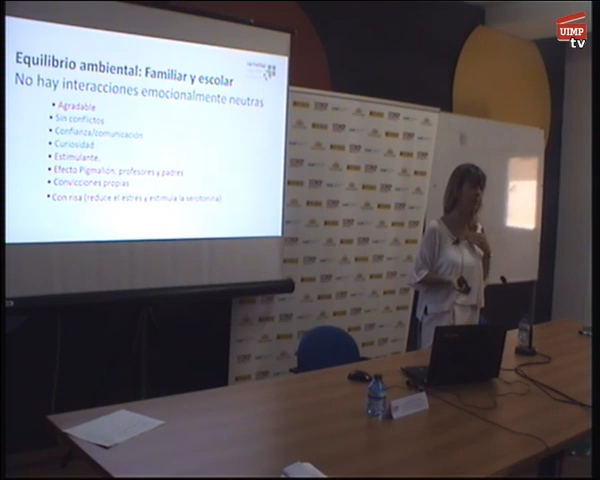 UIMP
tv
Equilibrio ambiental: Familiar y escolar
No hay interacciones emocionalmente neutras
• Agradable
• Sin conflictos
• Confianza/comunicación
• Curiosidad
• Estimulante.
• Efecto Pigmalión: profesores y padres
• Convicciones propias
• Con risa (reduce el estrés y estimula la serotonina)